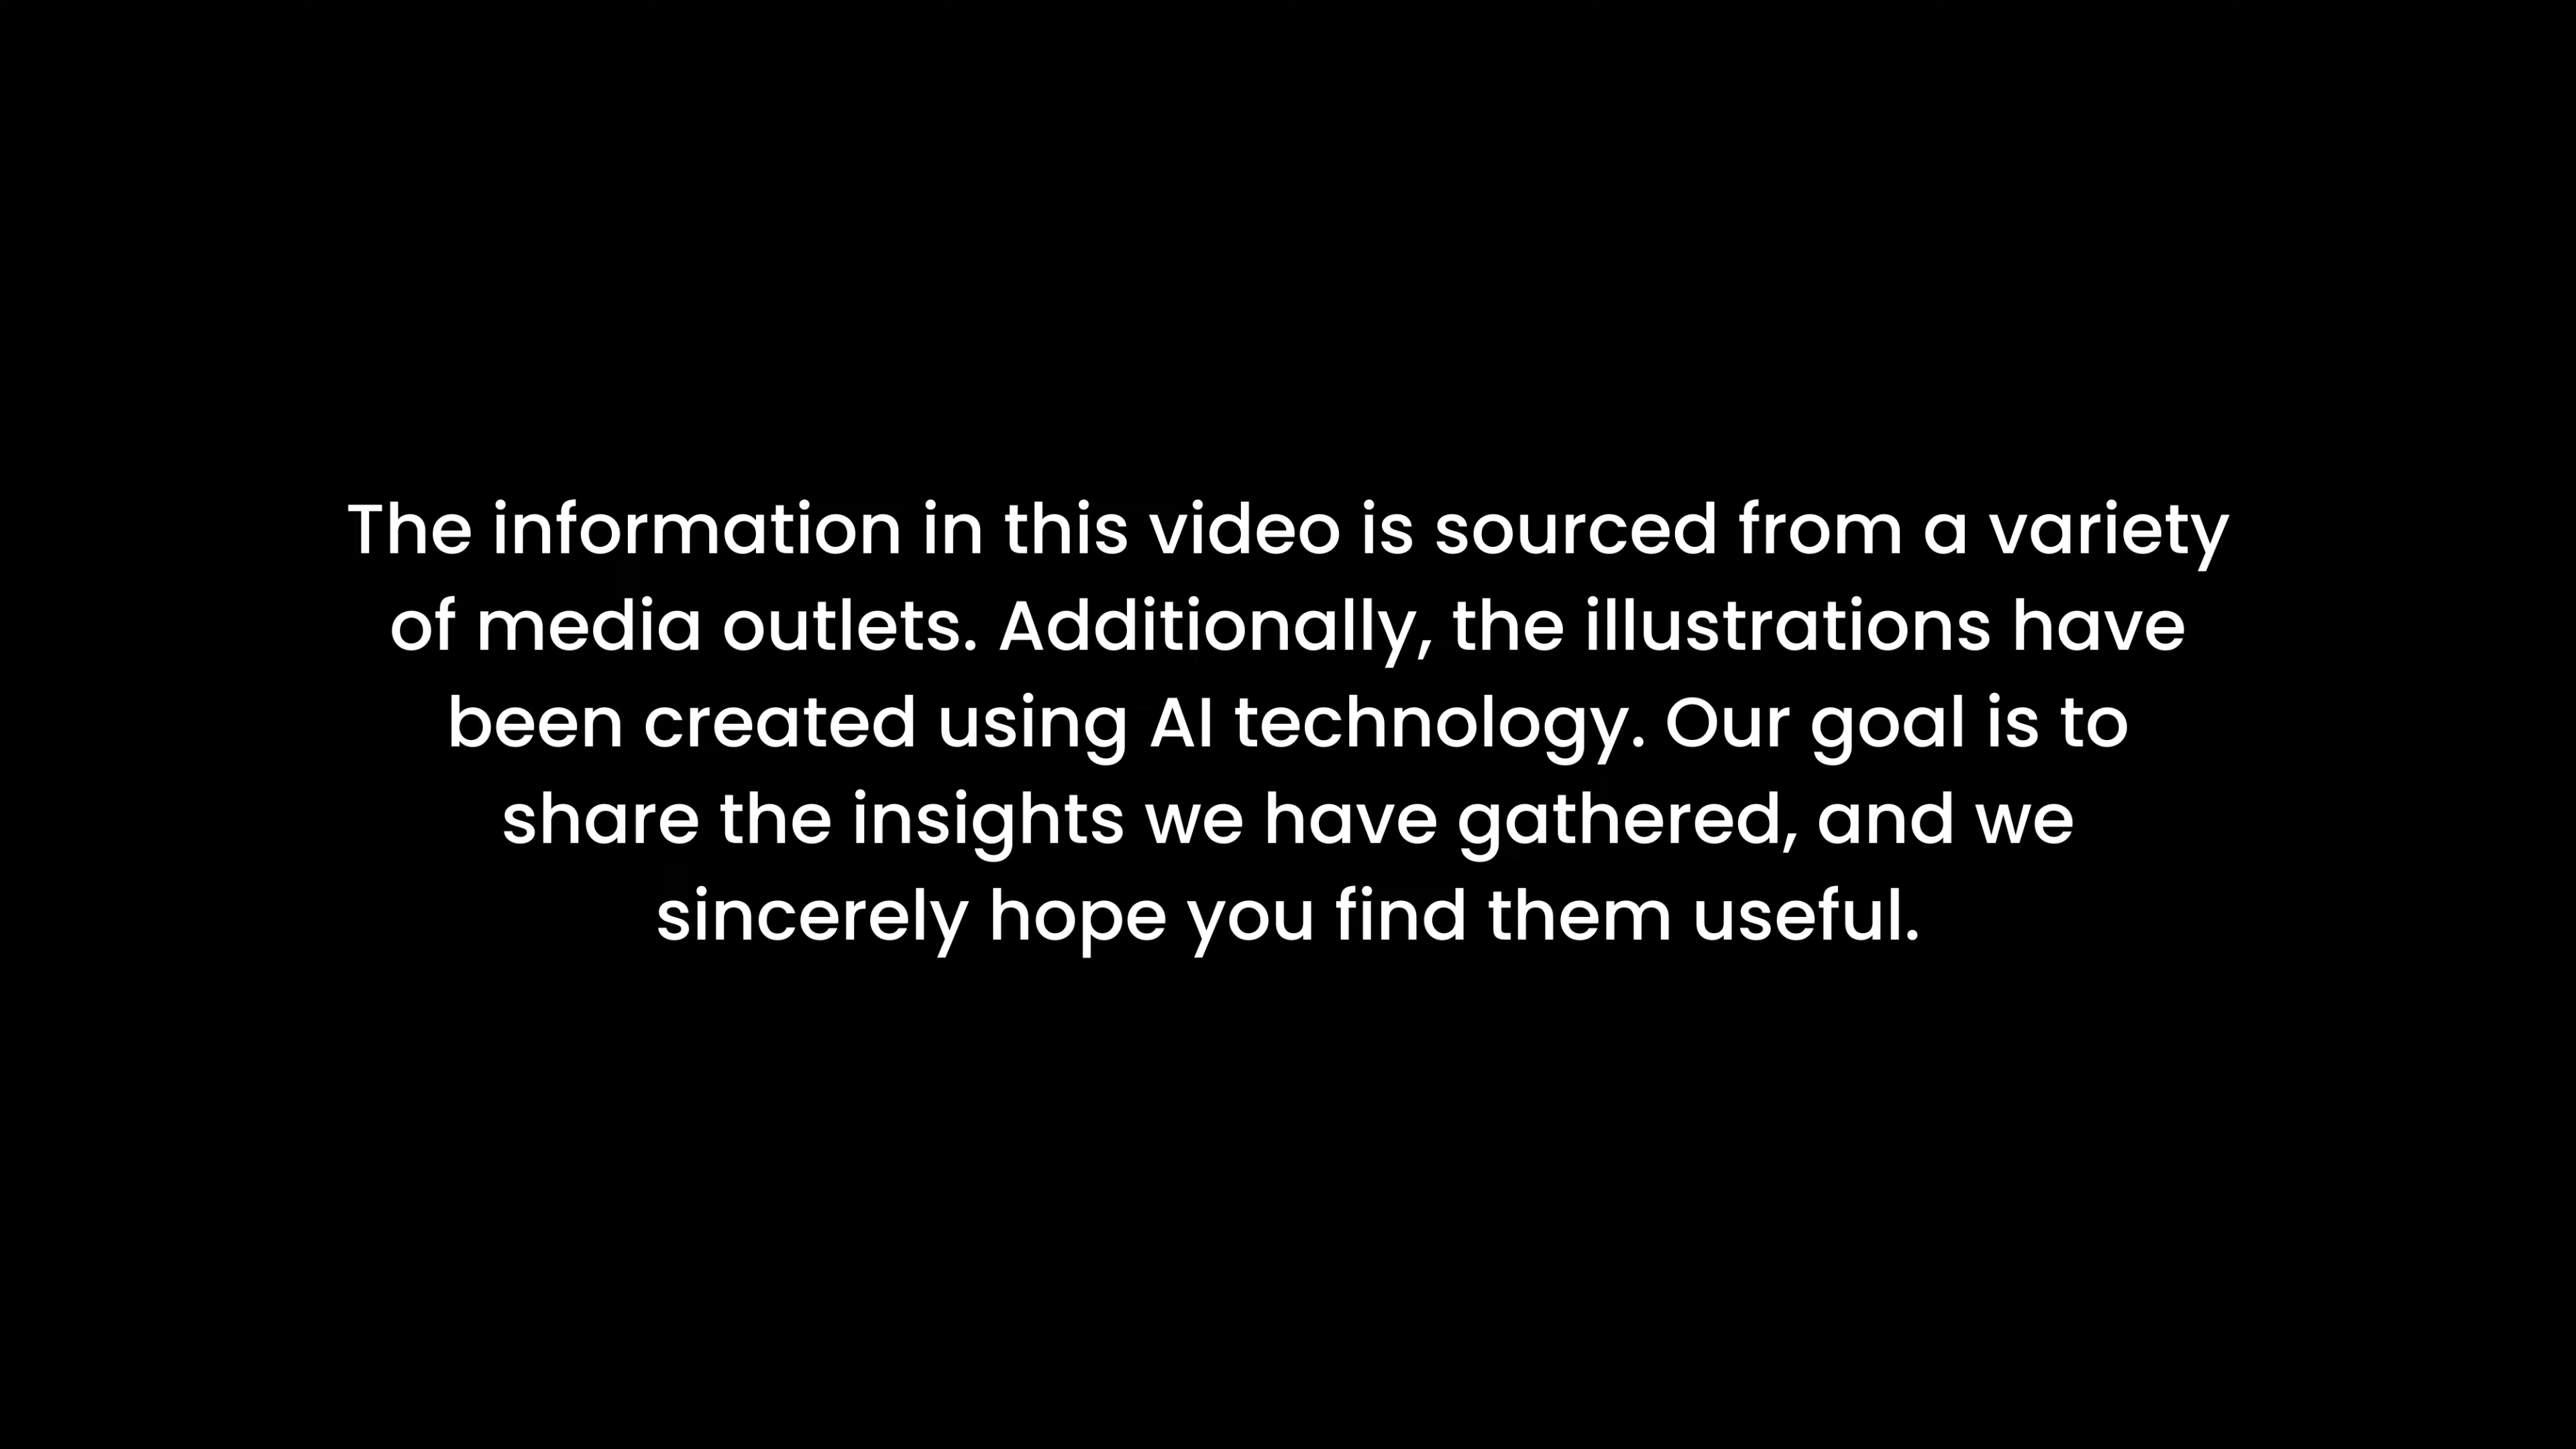 The information in this video is sourced from a variety
of media outlets. Additionally, the illustrations have
been created using AI technology. Our goal is to
share the insights we have gathered, and we
sincerely hope you find them useful.